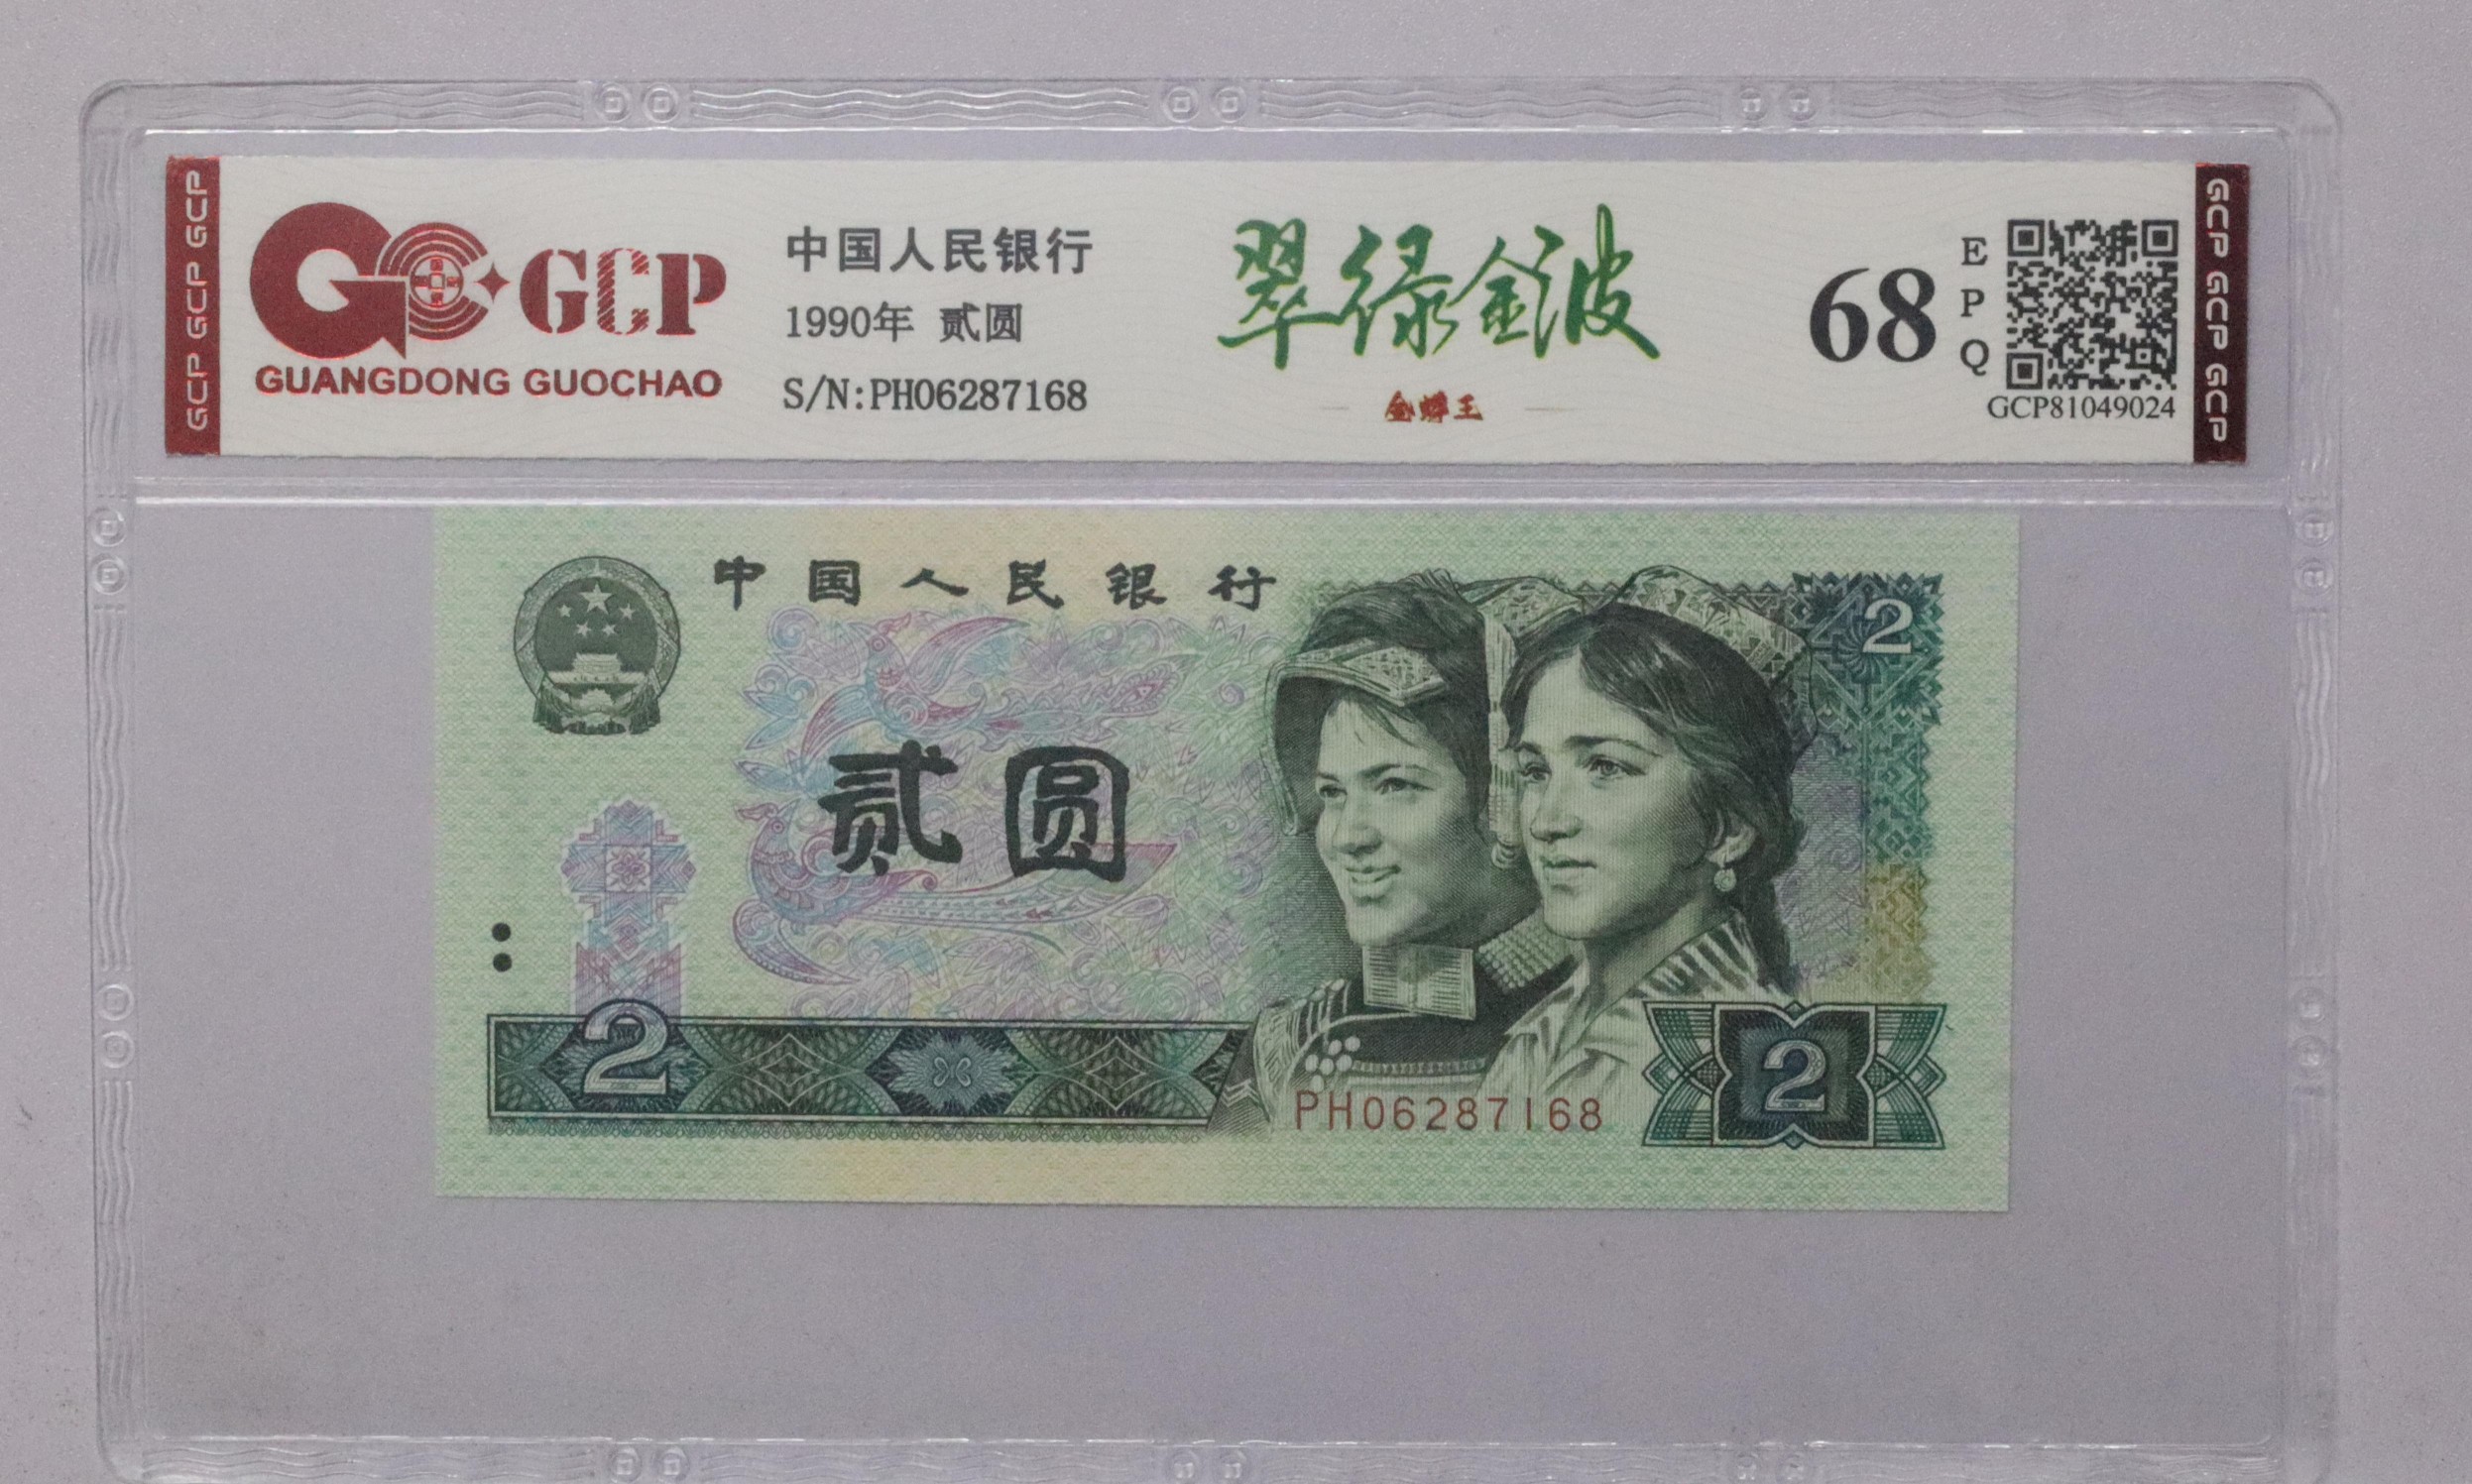 GCP GCP GCP
GCP
GUANGDONG GUOCHAO
中国人民银行
1990年 贰圆
S/N:PH06287168
翠绿金波
金蟒王
68
EPQ
GCP81049024
GCP GCP GCP
中国人民银行
2
贰圆
2
PH06287168
2